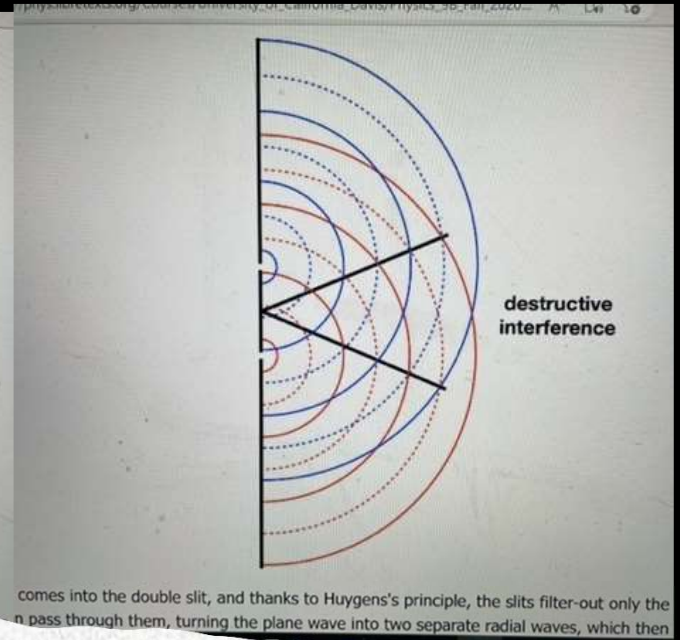 destructive
interference
comes into the double slit, and thanks to Huygens's principle, the slits filter-out only the
pass through them, turning the plane wave into two separate radial waves, which then